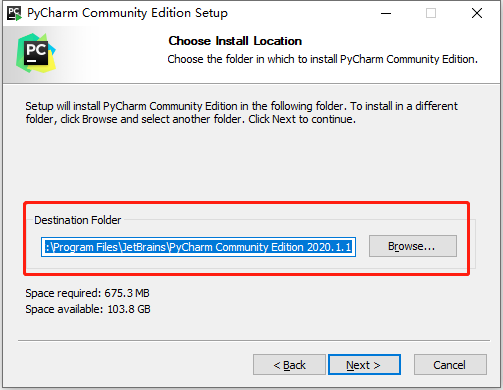 PyCharm Community Edition Setup
PC
Choose Install Location
Choose the folder in which to install PyCharm Community Edition.
Setup will install PyCharm Community Edition in the following folder. To install in a different
folder, click Browse and select another folder. Click Next to continue.
Destination Folder
:\Program Files\JetBrains\PyCharm Community Edition 2020.1.1
Browse...
Space required: 675.3 MB
Space available: 103.8 GB
< Back
Next >
Cancel